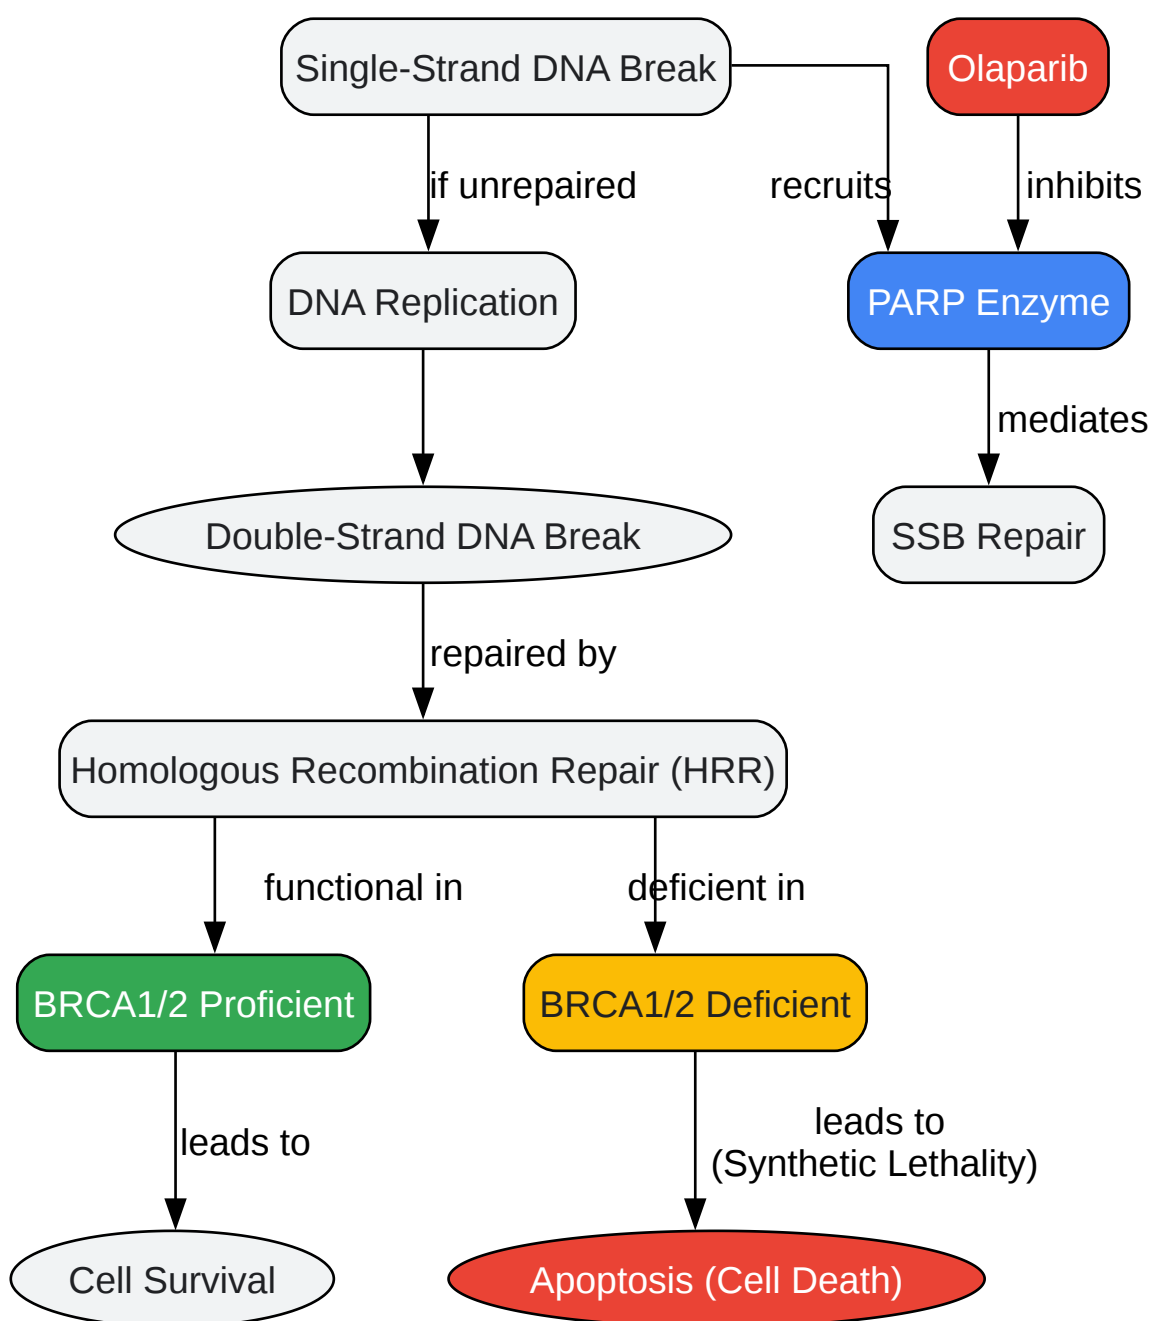 Single-Strand DNA Break
Olaparib
if unrepaired
recruits
inhibits
DNA Replication
PARP Enzyme
mediates
Double-Strand DNA Break
SSB Repair
repaired by
Homologous Recombination Repair (HRR)
functional in
deficient in
BRCA1/2 Proficient
BRCA1/2 Deficient
leads to
leads to
(Synthetic Lethality)
Cell Survival
Apoptosis (Cell Death)